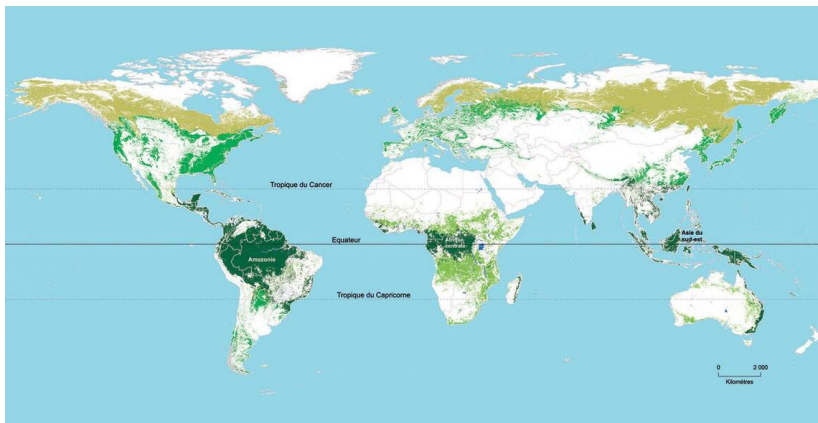 Tropique du Cancer
Equateur
Afrique
centrale
Asie du
sud-est
Amazonie
Tropique du Capricorne
0 2 000
Kilomètres